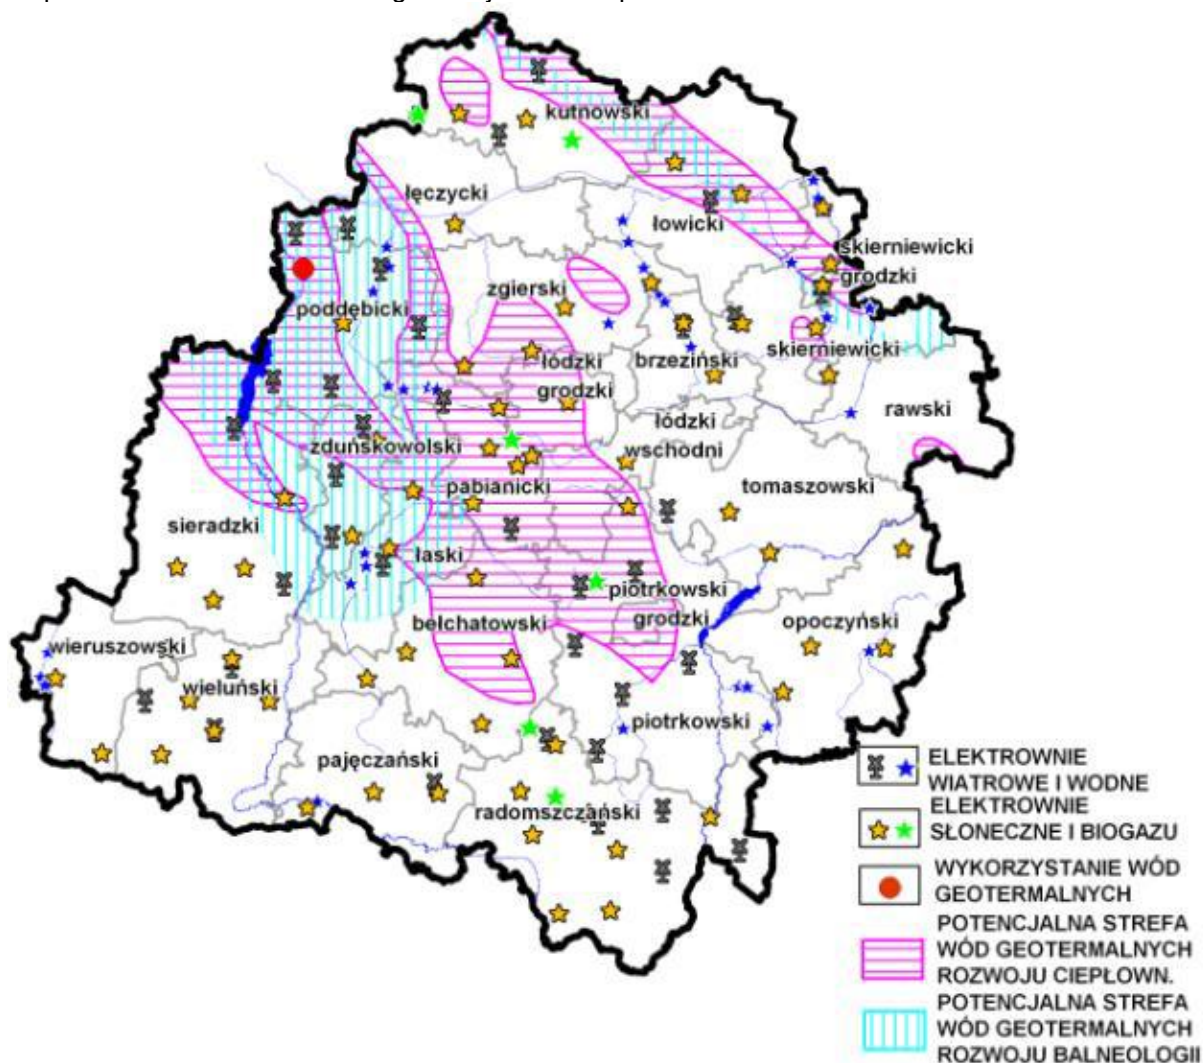 kutnowski
łęczycki
łowicki
skierniewicki
grodzki
zgierski
poddębicki
łódzki
grodzki
brzeziński
skierniewicki
rawski
łódzki
wschodni
zduńskowolski
pabianicki
tomaszowski
sieradzki
łaski
piotrkowski
grodzki
bełchatowski
opoczyński
wieruszowski
wieluński
piotrkowski
pajęczański
radomszczański
ELEKTROWNIE
WIATROWE I WODNE
ELEKTROWNIE
SŁONECZNE I BIOGAZU
WYKORZYSTANIE WÓD
GEOTERMALNYCH
POTENCJALNA STREFA
WÓD GEOTERMALNYCH
ROZWOJU CIEPŁOWN.
POTENCJALNA STREFA
WÓD GEOTERMALNYCH
ROZWOJU BALNEOLOGII